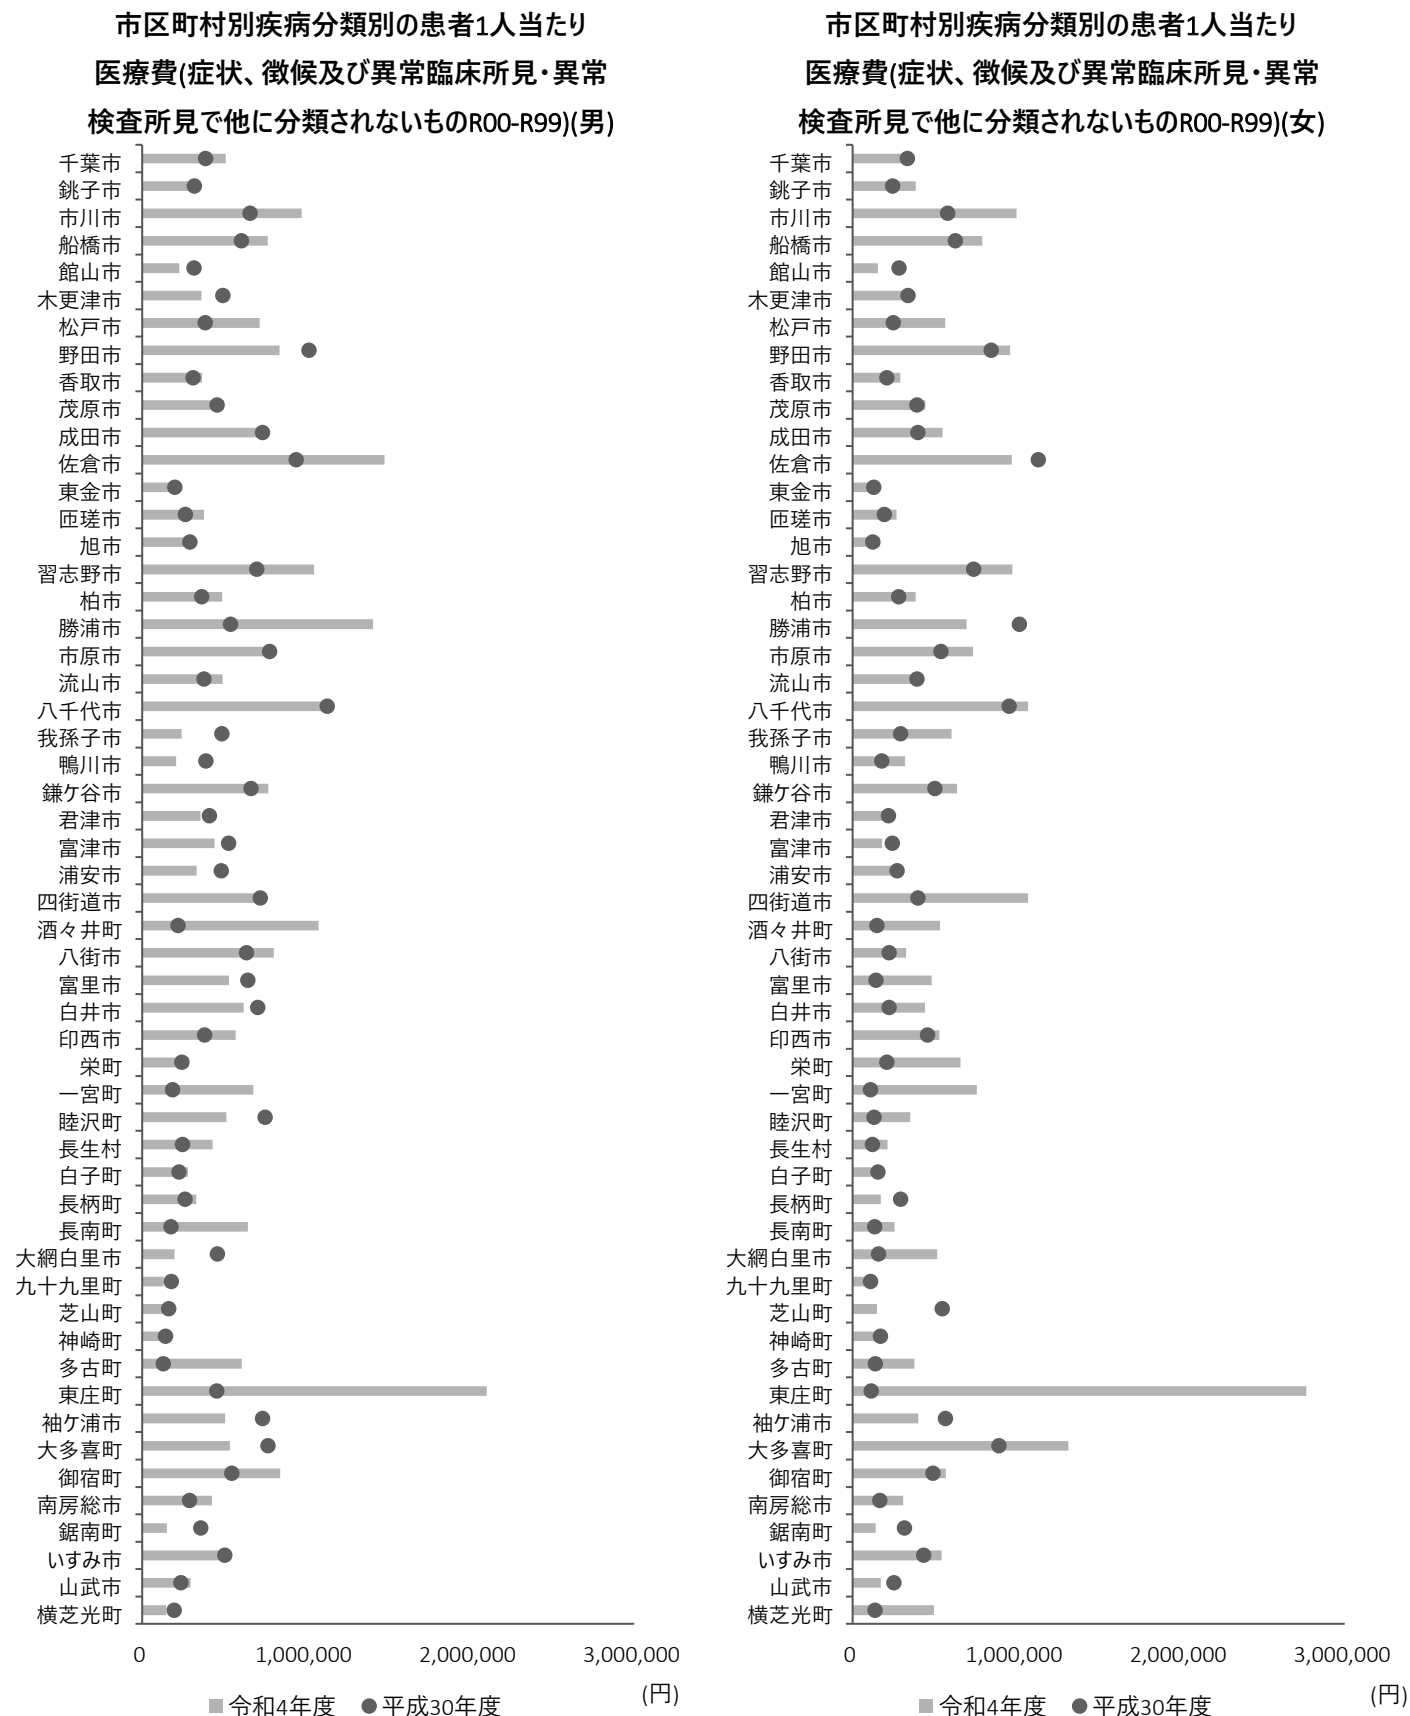 市区町村別疾病分類別の患者1人当たり
医療費(症状、徴候及び異常臨床所見・異常
検査所見で他に分類されないものR00-R99)(男)
千葉市
銚子市
市川市
船橋市
館山市
木更津市
松戸市
野田市
香取市
茂原市
成田市
佐倉市
東金市
匝瑳市
旭市
習志野市
柏市
勝浦市
市原市
流山市
八千代市
我孫子市
鴨川市
鎌ケ谷市
君津市
富津市
浦安市
四街道市
酒々井町
八街市
富里市
白井市
印西市
栄町
一宮町
睦沢町
長生村
白子町
長柄町
長南町
大網白里市
九十九里町
芝山町
神崎町
多古町
東庄町
袖ケ浦市
大多喜町
御宿町
南房総市
鋸南町
いすみ市
山武市
横芝光町
0 1,000,000 2,000,000 3,000,000
(円)
令和4年度 平成30年度
市区町村別疾病分類別の患者1人当たり
医療費(症状、徴候及び異常臨床所見・異常
検査所見で他に分類されないものR00-R99)(女)
千葉市
銚子市
市川市
船橋市
館山市
木更津市
松戸市
野田市
香取市
茂原市
成田市
佐倉市
東金市
匝瑳市
旭市
習志野市
柏市
勝浦市
市原市
流山市
八千代市
我孫子市
鴨川市
鎌ケ谷市
君津市
富津市
浦安市
四街道市
酒々井町
八街市
富里市
白井市
印西市
栄町
一宮町
睦沢町
長生村
白子町
長柄町
長南町
大網白里市
九十九里町
芝山町
神崎町
多古町
東庄町
袖ケ浦市
大多喜町
御宿町
南房総市
鋸南町
いすみ市
山武市
横芝光町
0 1,000,000 2,000,000 3,000,000
(円)
令和4年度 平成30年度